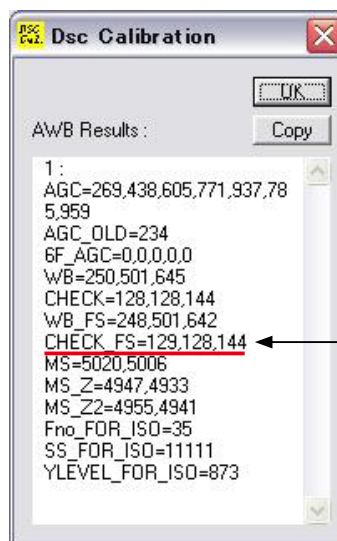 DSC Cal. Dsc Calibration
OK
AWB Results :
Copy
1 :
AGC=269,438,605,771,937,78
5,959
AGC_OLD=234
6F_AGC=0,0,0,0,0
WB=250,501,645
CHECK=128,128,144
WB_FS=248,501,642
CHECK_FS=129,128,144
MS=5020,5006
MS_Z=4947,4933
MS_Z2=4955,4941
Fno_FOR_ISO=35
SS_FOR_ISO=11111
YLEVEL_FOR_ISO=873